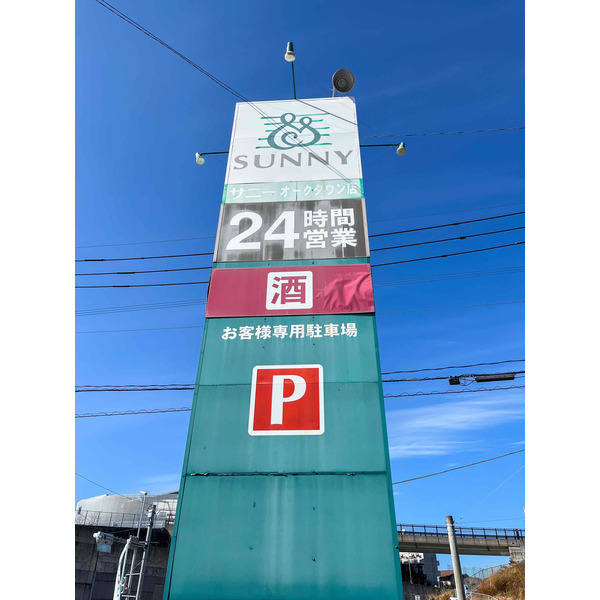 SUNNY
サニーオークタウン店
24時間営業
酒
お客様専用駐車場
P